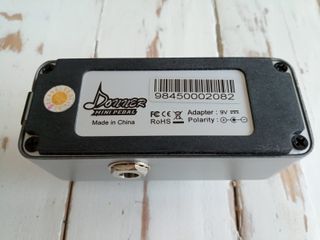 Donner
MINI PEDAL
Made in China
98450002082
FC CE RoHS
Adapter : 9V
Polarity :